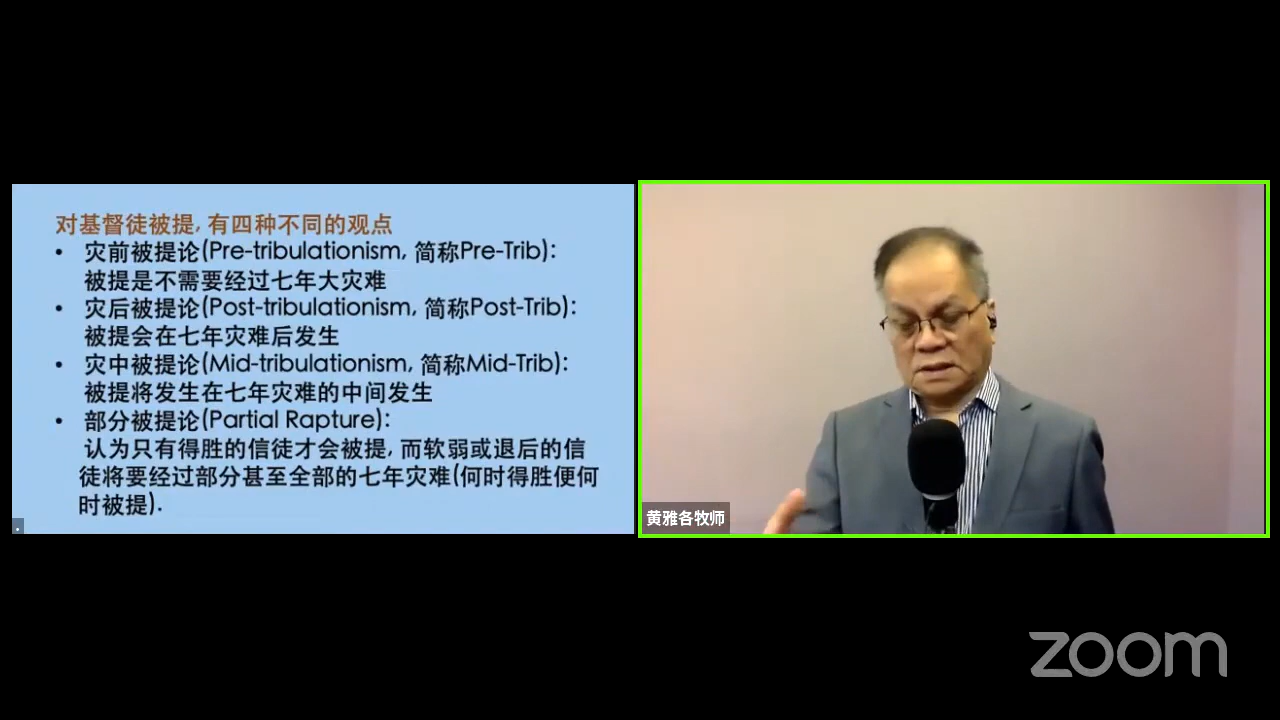 对基督徒被提, 有四种不同的观点
• 灾前被提论(Pre-tribulationism, 简称Pre-Trib):
被提是不需要经过七年大灾难
• 灾后被提论(Post-tribulationism, 简称Post-Trib):
被提会在七年灾难后发生
• 灾中被提论(Mid-tribulationism, 简称Mid-Trib):
被提将发生在七年灾难的中间发生
• 部分被提论(Partial Rapture):
认为只有得胜的信徒才会被提, 而软弱或退后的信
徒将要经过部分甚至全部的七年灾难(何时得胜便何
时被提).
黄雅各牧师
zoom